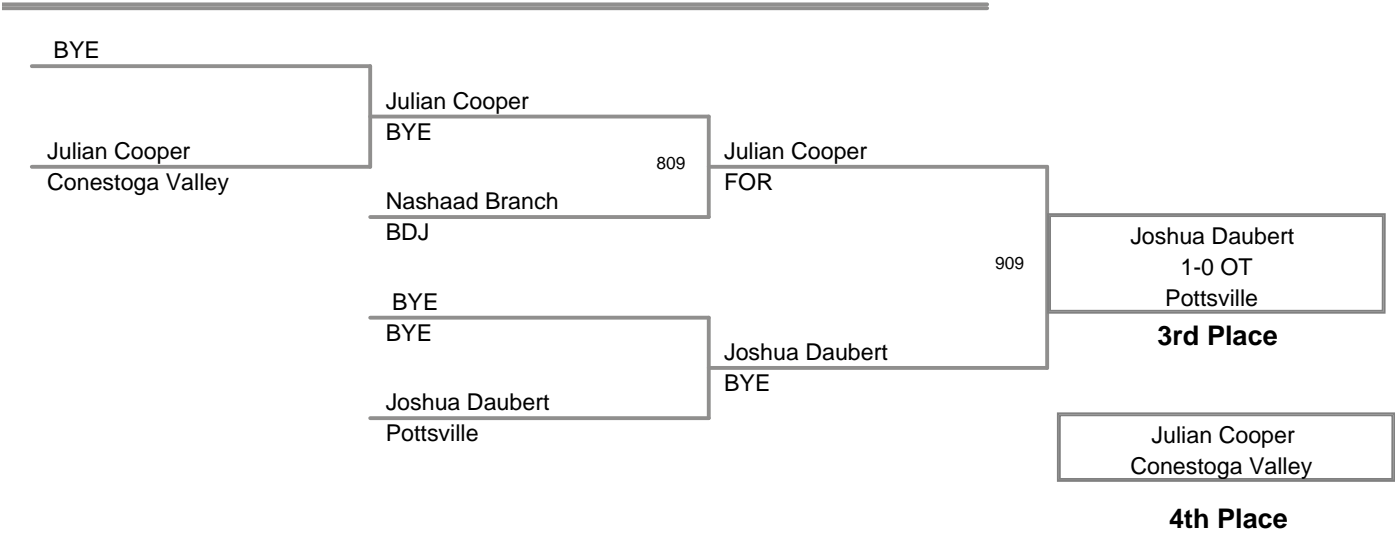 BYE
Julian Cooper
Conestoga Valley
Julian Cooper
BYE
809
Nashaad Branch
BDJ
BYE
BYE
Joshua Daubert
Pottsville
Julian Cooper
FOR
909
Joshua Daubert
BYE
Joshua Daubert
1-0 OT
Pottsville
3rd Place
Julian Cooper
Conestoga Valley
4th Place